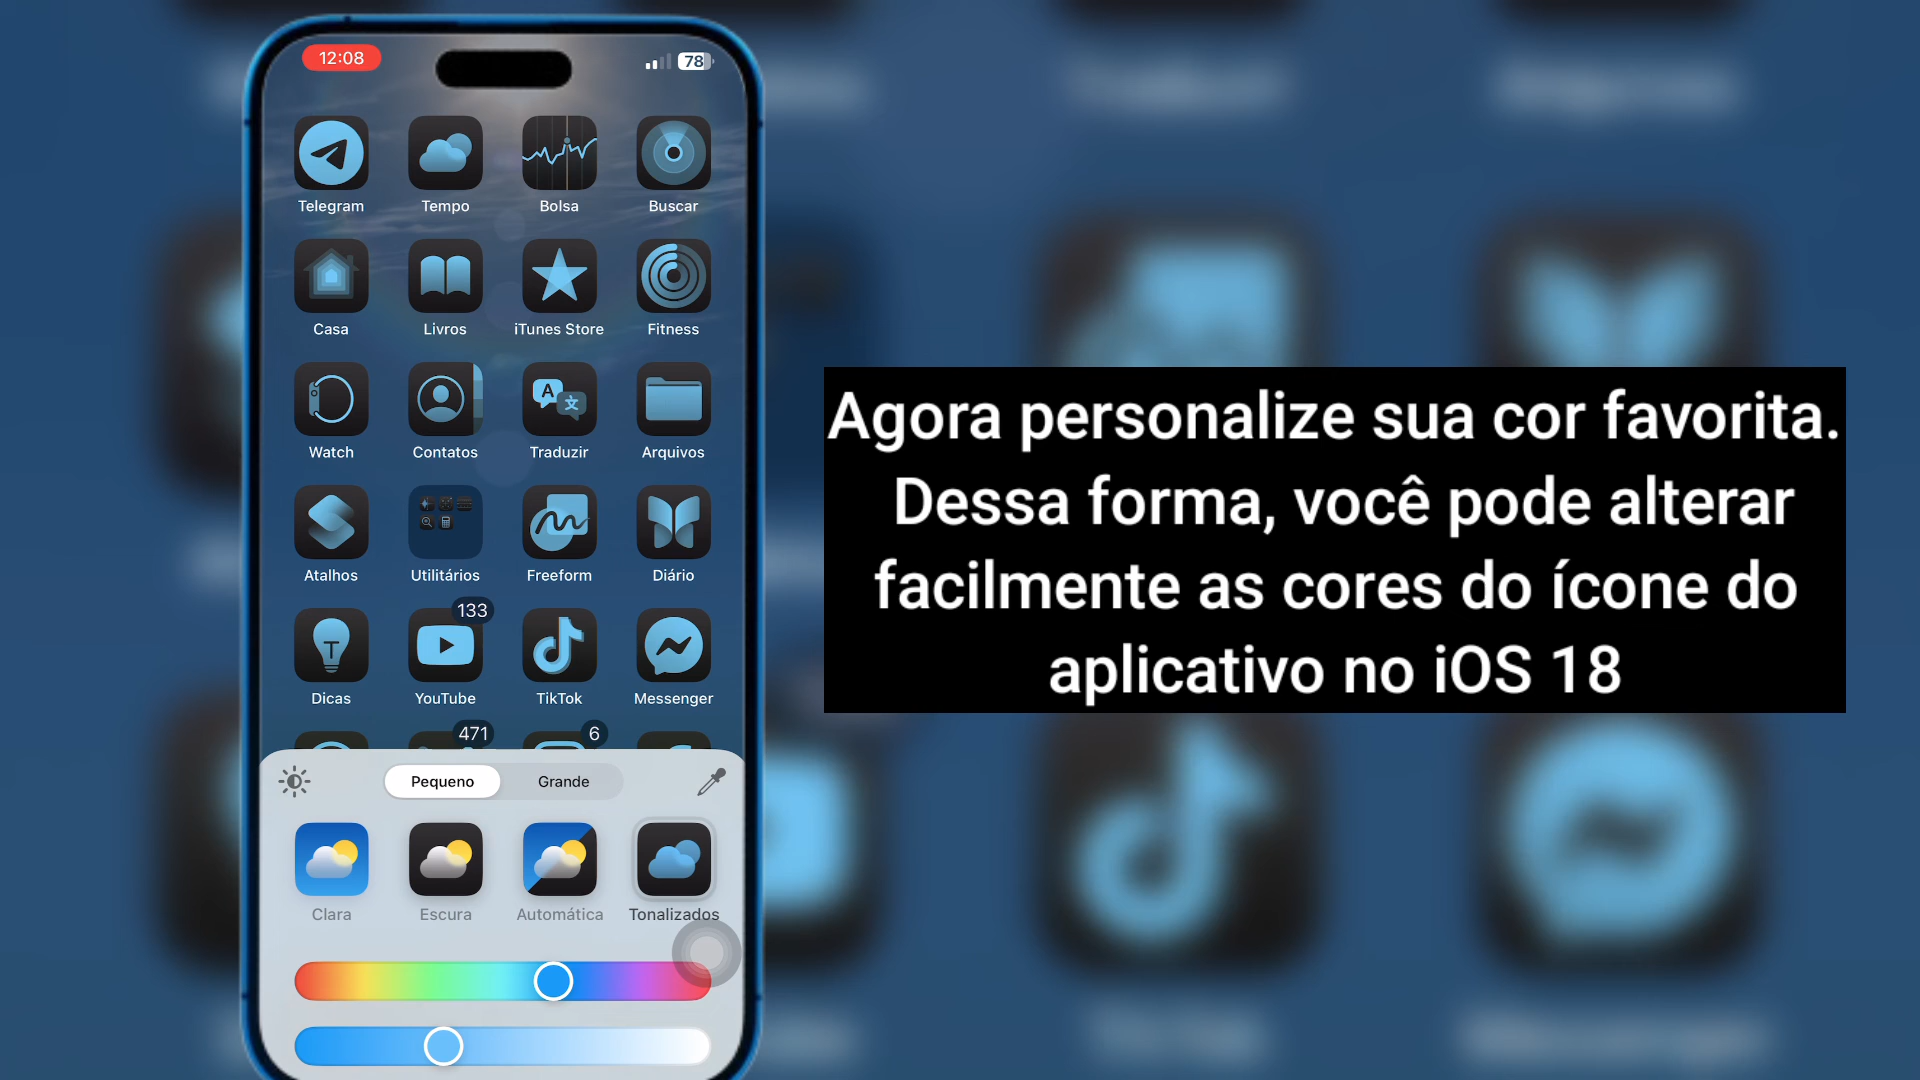 12:08
78
Telegram
Tempo
Bolsa
Buscar
Casa
Livros
iTunes Store
Fitness
Watch
Contatos
A
文
Traduzir
Arquivos
Atalhos
Utilitários
Freeform
Diário
T
Dicas
133
YouTube
TikTok
Messenger
471
6
Pequeno
Grande
Clara
Escura
Automática
Tonalizados
Agora personalize sua cor favorita.
Dessa forma, você pode alterar
facilmente as cores do ícone do
aplicativo no iOS 18